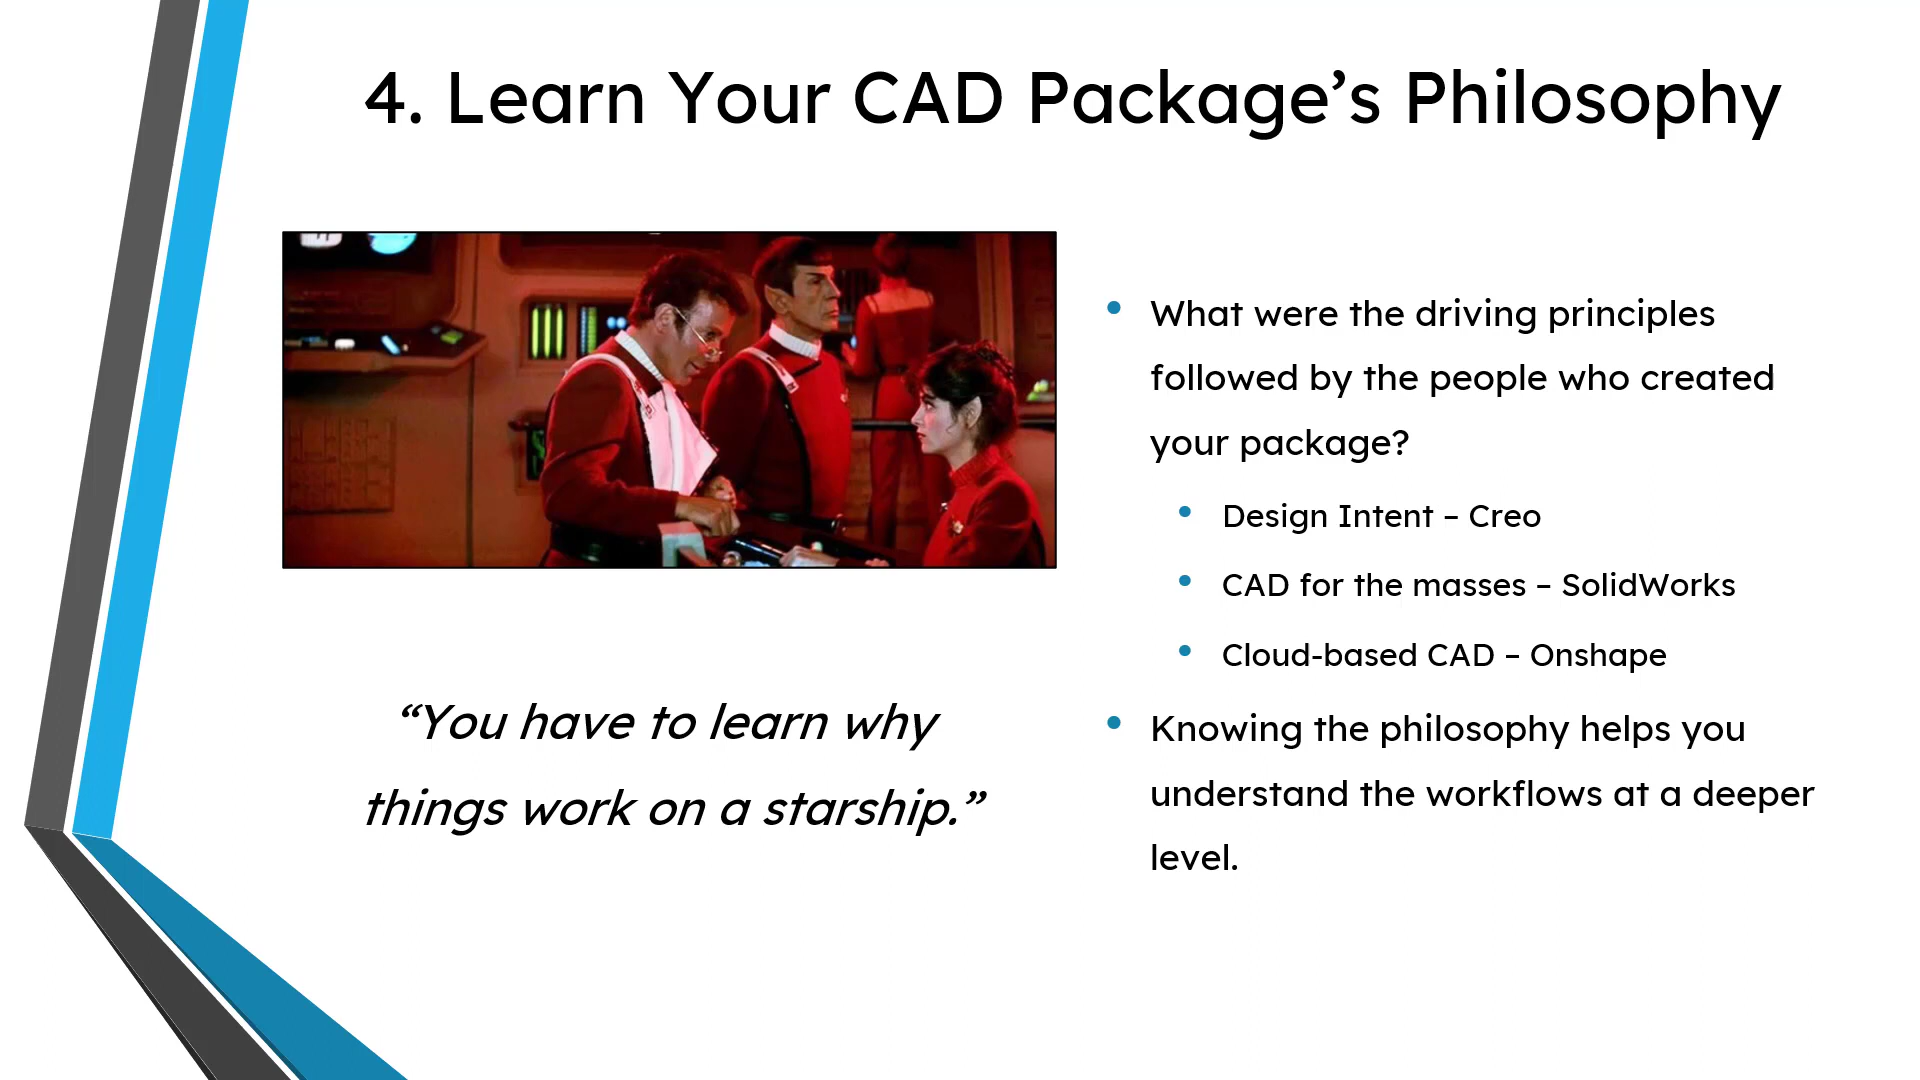 4. Learn Your CAD Package’s Philosophy
“You have to learn why
things work on a starship.”
• What were the driving principles
followed by the people who created
your package?
• Design Intent – Creo
• CAD for the masses – SolidWorks
• Cloud-based CAD – Onshape
• Knowing the philosophy helps you
understand the workflows at a deeper
level.